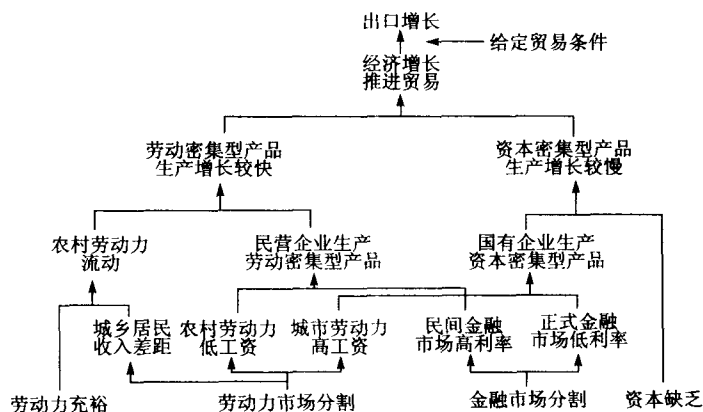 出口增长
给定贸易条件
经济增长
推进贸易
劳动密集型产品
生产增长较快
资本密集型产品
生产增长较慢
农村劳动力
流动
民营企业生产
劳动密集型产品
国有企业生产
资本密集型产品
城乡居民
收入差距
农村劳动力
低工资
城市劳动力
高工资
民间金融
市场高利率
正式金融
市场低利率
劳动力充裕
劳动力市场分割
金融市场分割
资本缺乏